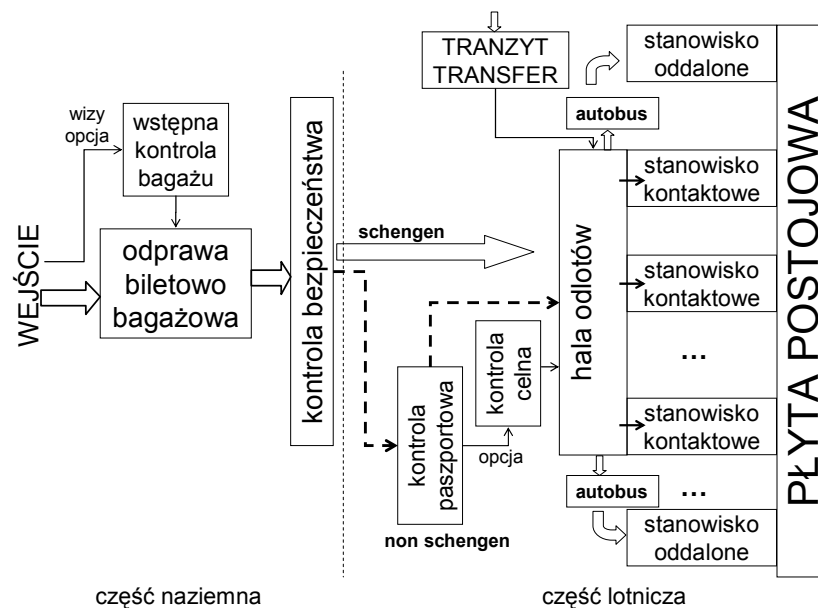 WEJŚCIE
wizy
opcja
wstępna
kontrola
bagażu
odprawa
biletowo
bagażowa
kontrola bezpieczeństwa
schengen
kontrola
paszportowa
non schengen
opcja
kontrola
celna
TRANZYT
TRANSFER
autobus
hala odlotów
autobus
stanowisko
oddalone
stanowisko
kontaktowe
stanowisko
kontaktowe
...
stanowisko
kontaktowe
...
stanowisko
oddalone
PŁYTA POSTOJOWA
część naziemna
część lotnicza